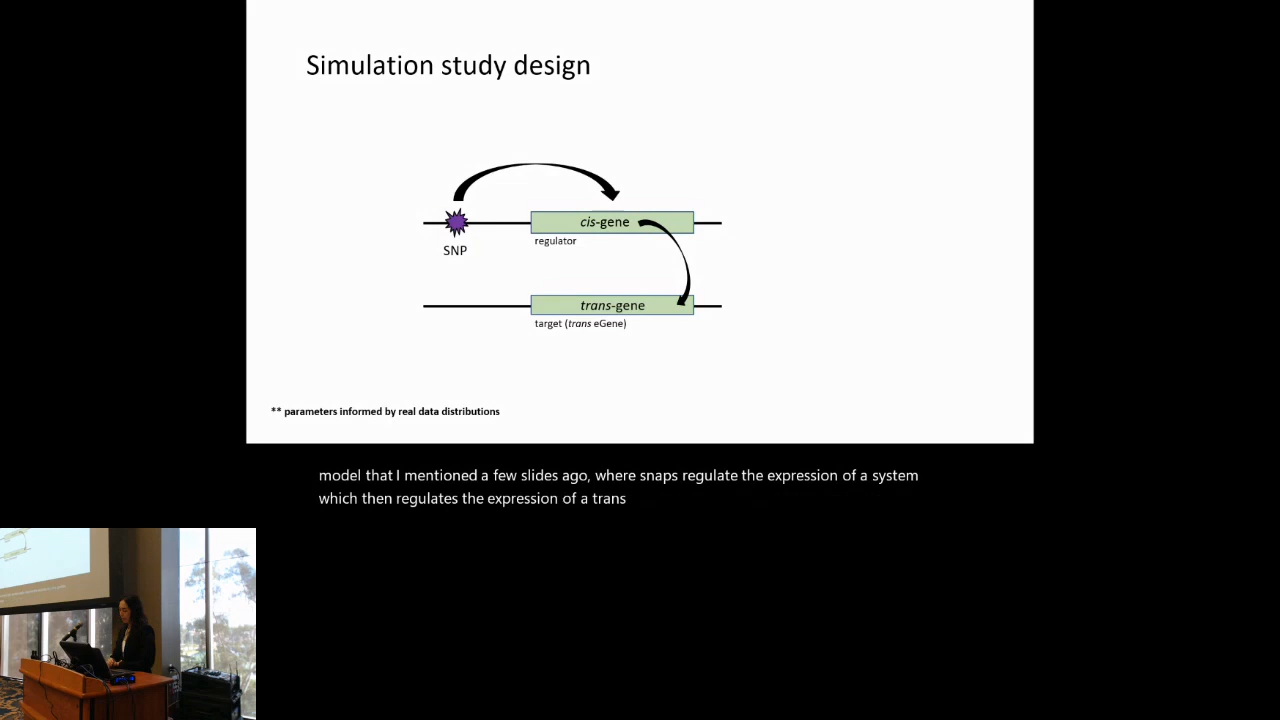 Simulation study design
cis-gene
regulator
SNP
trans-gene
target (trans eGene)
** parameters informed by real data distributions
model that I mentioned a few slides ago, where snaps regulate the expression of a system
which then regulates the expression of a trans